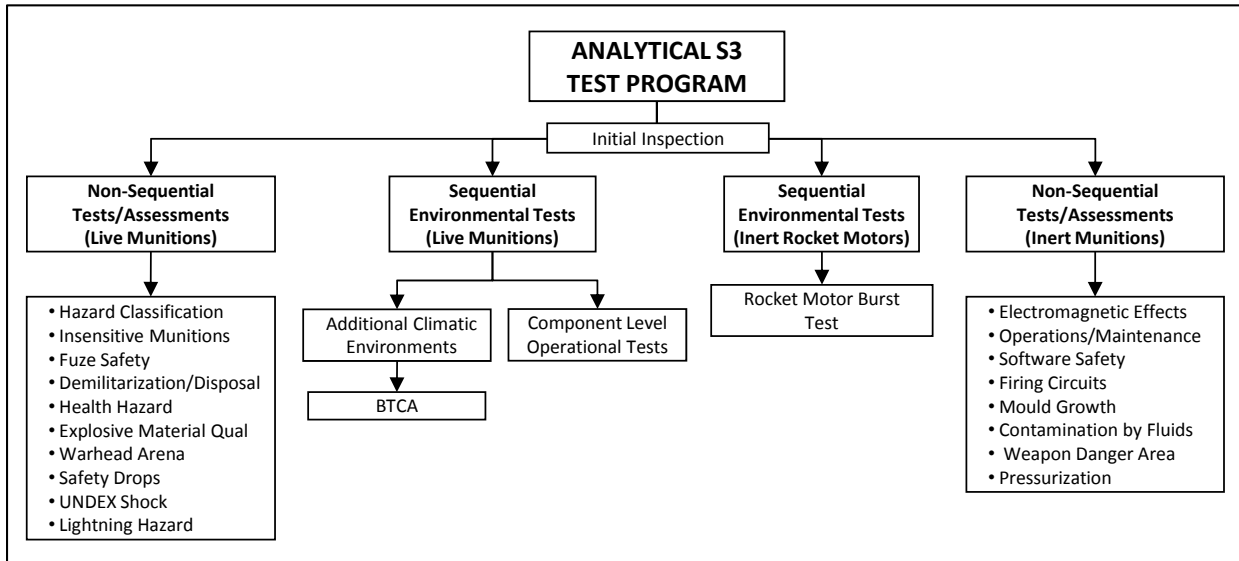 ANALYTICAL S3
TEST PROGRAM
Initial Inspection
Non-Sequential
Tests/Assessments
(Live Munitions)
• Hazard Classification
• Insensitive Munitions
• Fuze Safety
• Demilitarization/Disposal
• Health Hazard
• Explosive Material Qual
• Warhead Arena
• Safety Drops
• UNDEX Shock
• Lightning Hazard
Sequential
Environmental Tests
(Live Munitions)
Additional Climatic
Environments
BTCA
Component Level
Operational Tests
Sequential
Environmental Tests
(Inert Rocket Motors)
Rocket Motor Burst
Test
Non-Sequential
Tests/Assessments
(Inert Munitions)
• Electromagnetic Effects
• Operations/Maintenance
• Software Safety
• Firing Circuits
• Mould Growth
• Contamination by Fluids
• Weapon Danger Area
• Pressurization